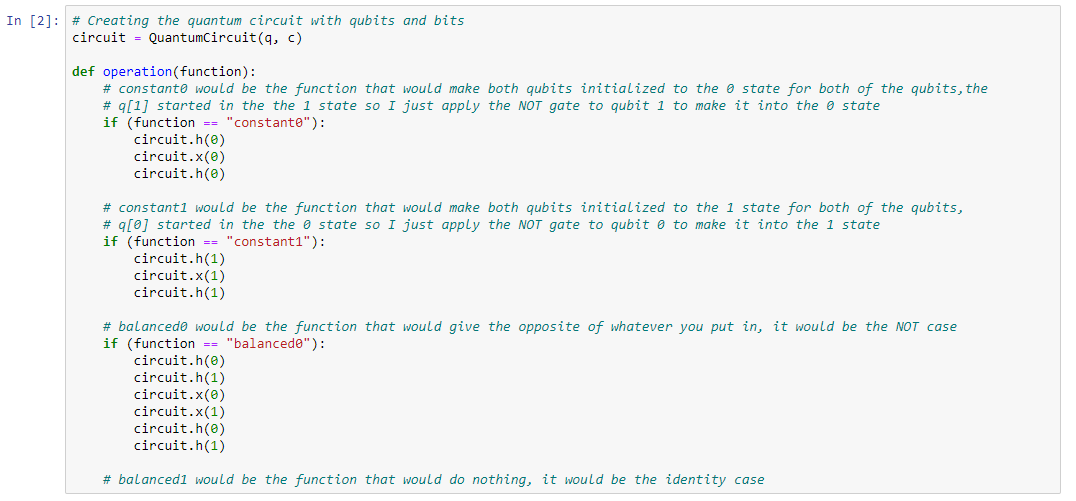 In [2]: # Creating the quantum circuit with qubits and bits
circuit = QuantumCircuit(q, c)
def operation(function):
# constant0 would be the function that would make both qubits initialized to the 0 state for both of the qubits,the
# q[1] started in the the 1 state so I just apply the NOT gate to qubit 1 to make it into the 0 state
if (function == "constant0"):
circuit.h(0)
circuit.x(0)
circuit.h(0)
# constant1 would be the function that would make both qubits initialized to the 1 state for both of the qubits,
# q[0] started in the the 0 state so I just apply the NOT gate to qubit 0 to make it into the 1 state
if (function == "constant1"):
circuit.h(1)
circuit.x(1)
circuit.h(1)
# balanced0 would be the function that would give the opposite of whatever you put in, it would be the NOT case
if (function == "balanced0"):
circuit.h(0)
circuit.h(1)
circuit.x(0)
circuit.x(1)
circuit.h(0)
circuit.h(1)
# balanced1 would be the function that would do nothing, it would be the identity case